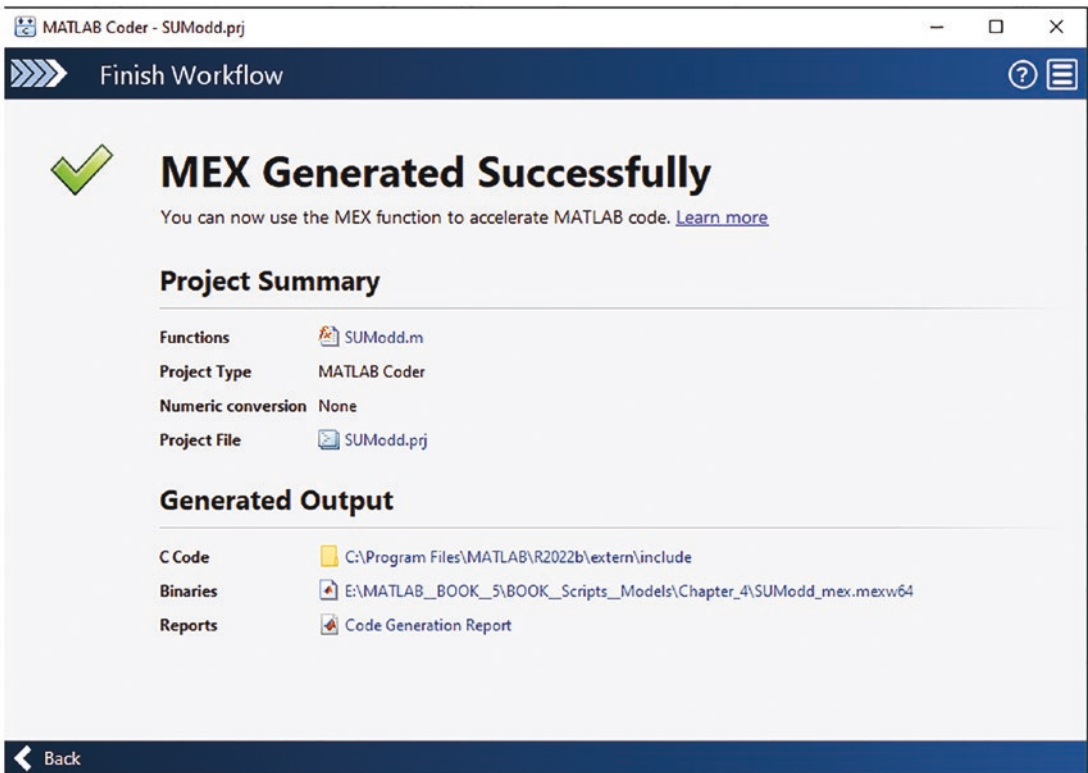 MATLAB Coder - SUModd.prj
Finish Workflow
MEX Generated Successfully
You can now use the MEX function to accelerate MATLAB code. Learn more
Project Summary
Functions SUModd.m
Project Type MATLAB Coder
Numeric conversion None
Project File SUModd.prj
Generated Output
C Code C:\Program Files\MATLAB\R2022b\extern\include
Binaries E:\MATLAB__BOOK__5\BOOK__Scripts__Models\Chapter_4\SUModd_mex.mexw64
Reports Code Generation Report
Back